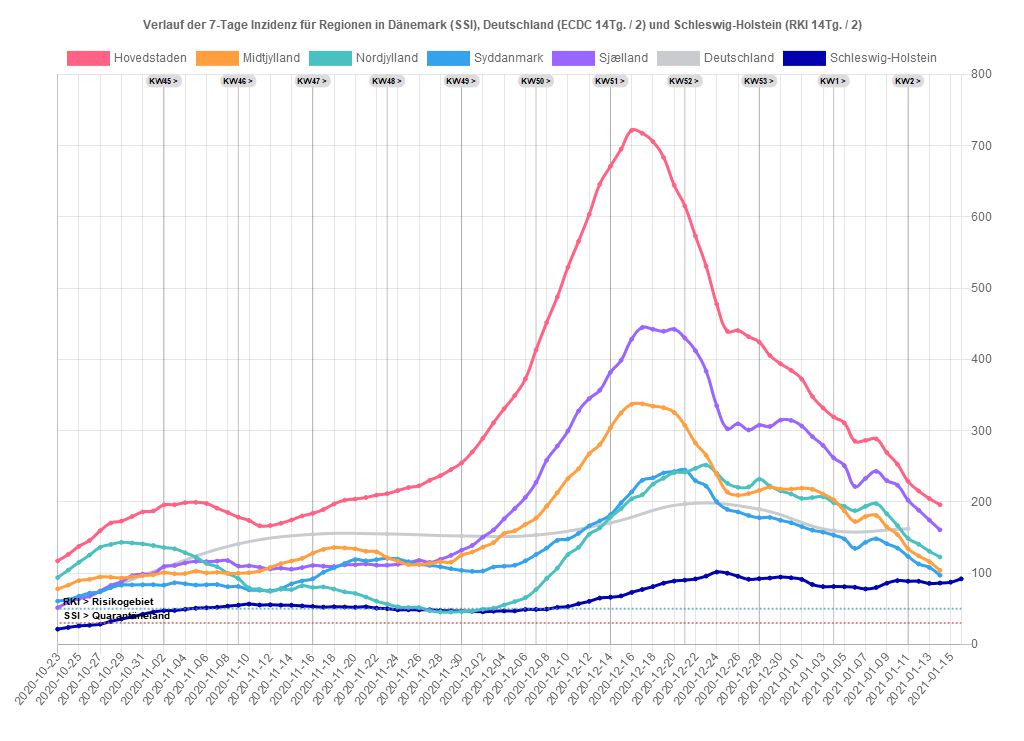 Verlauf der 7-Tage Inzidenz für Regionen in Dänemark (SSI), Deutschland (ECDC 14Tg. / 2) und Schleswig-Holstein (RKI 14Tg. / 2)
Hovedstaden Midtjylland Nordjylland Syddanmark Sjælland Deutschland Schleswig-Holstein
KW45 > KW46 > KW47 > KW48 > KW49 > KW50 > KW51 > KW52 > KW53 > KW1 > KW2 >
800
700
600
500
400
300
200
100
0
RKI > Risikogebiet
SSI > Quarantäneland
2020-10-23 2020-10-25 2020-10-27 2020-10-29 2020-10-31 2020-11-02 2020-11-04 2020-11-06 2020-11-08 2020-11-10 2020-11-12 2020-11-14 2020-11-16 2020-11-18 2020-11-20 2020-11-22 2020-11-24 2020-11-26 2020-11-28 2020-11-30 2020-12-02 2020-12-04 2020-12-06 2020-12-08 2020-12-10 2020-12-12 2020-12-14 2020-12-16 2020-12-18 2020-12-20 2020-12-22 2020-12-24 2020-12-26 2020-12-28 2020-12-30 2021-01-01 2021-01-03 2021-01-05 2021-01-07 2021-01-09 2021-01-11 2021-01-13 2021-01-15